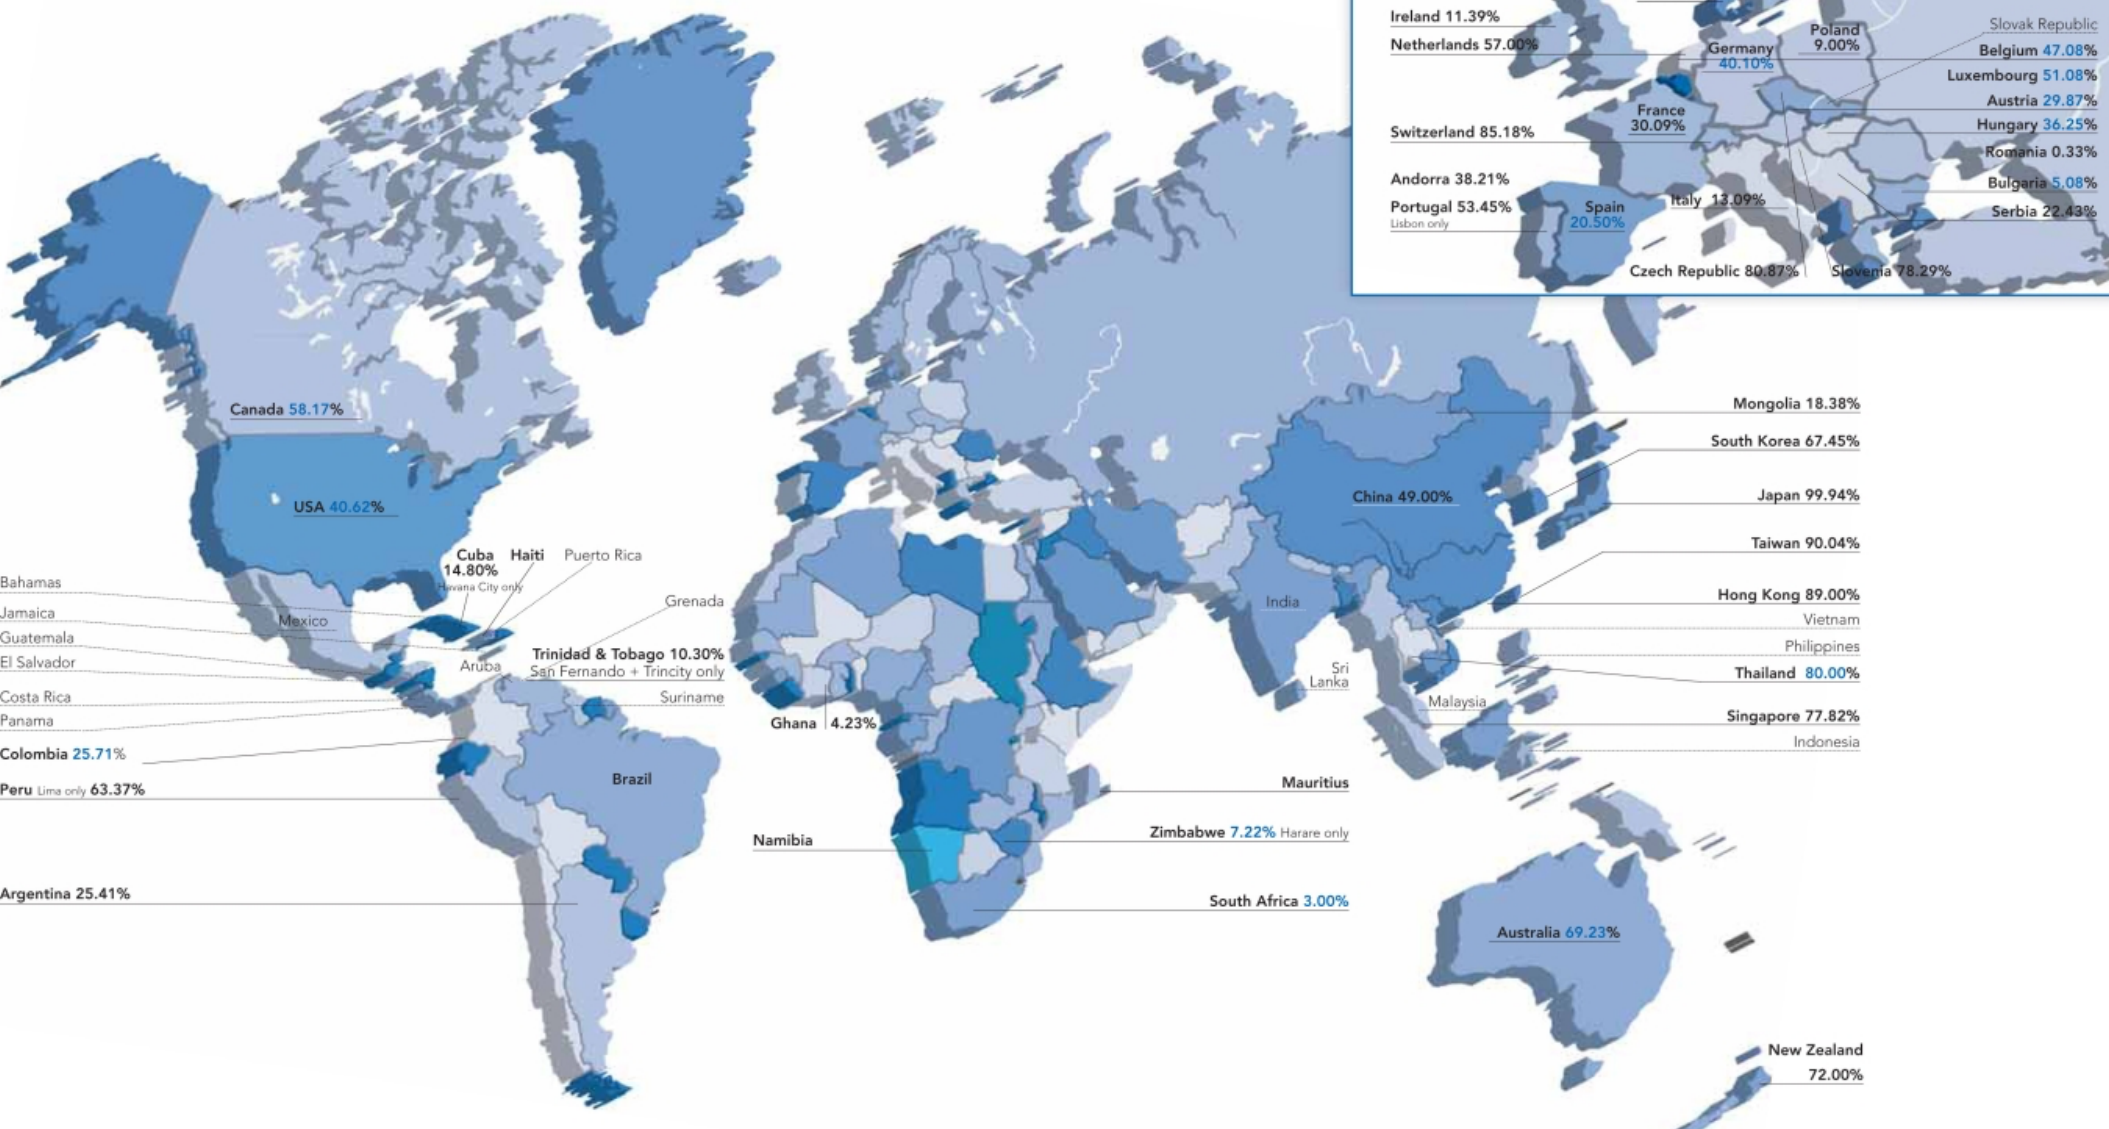 Ireland 11.39%
Netherlands 57.00%
Switzerland 85.18%
Andorra 38.21%
Portugal 53.45%
Lisbon only
Germany
40.10%
Poland
9.00%
France
30.09%
Spain
20.50%
Italy 13.09%
Czech Republic 80.87%
Slovenia 78.29%
Slovak Republic
Belgium 47.08%
Luxembourg 51.08%
Austria 29.87%
Hungary 36.25%
Romania 0.33%
Bulgaria 5.08%
Serbia 22.43%
Canada 58.17%
USA 40.62%
Cuba
14.80%
Havana City only
Haiti
Puerto Rica
Bahamas
Jamaica
Guatemala
El Salvador
Costa Rica
Panama
Colombia 25.71%
Peru Lima only 63.37%
Argentina 25.41%
Mexico
Aruba
Grenada
Trinidad & Tobago 10.30%
San Fernando + Trincity only
Suriname
Brazil
Ghana 4.23%
Namibia
Mauritius
Zimbabwe 7.22% Harare only
South Africa 3.00%
India
Sri
Lanka
China 49.00%
Mongolia 18.38%
South Korea 67.45%
Japan 99.94%
Taiwan 90.04%
Hong Kong 89.00%
Vietnam
Philippines
Thailand 80.00%
Malaysia
Singapore 77.82%
Indonesia
Australia 69.23%
New Zealand
72.00%